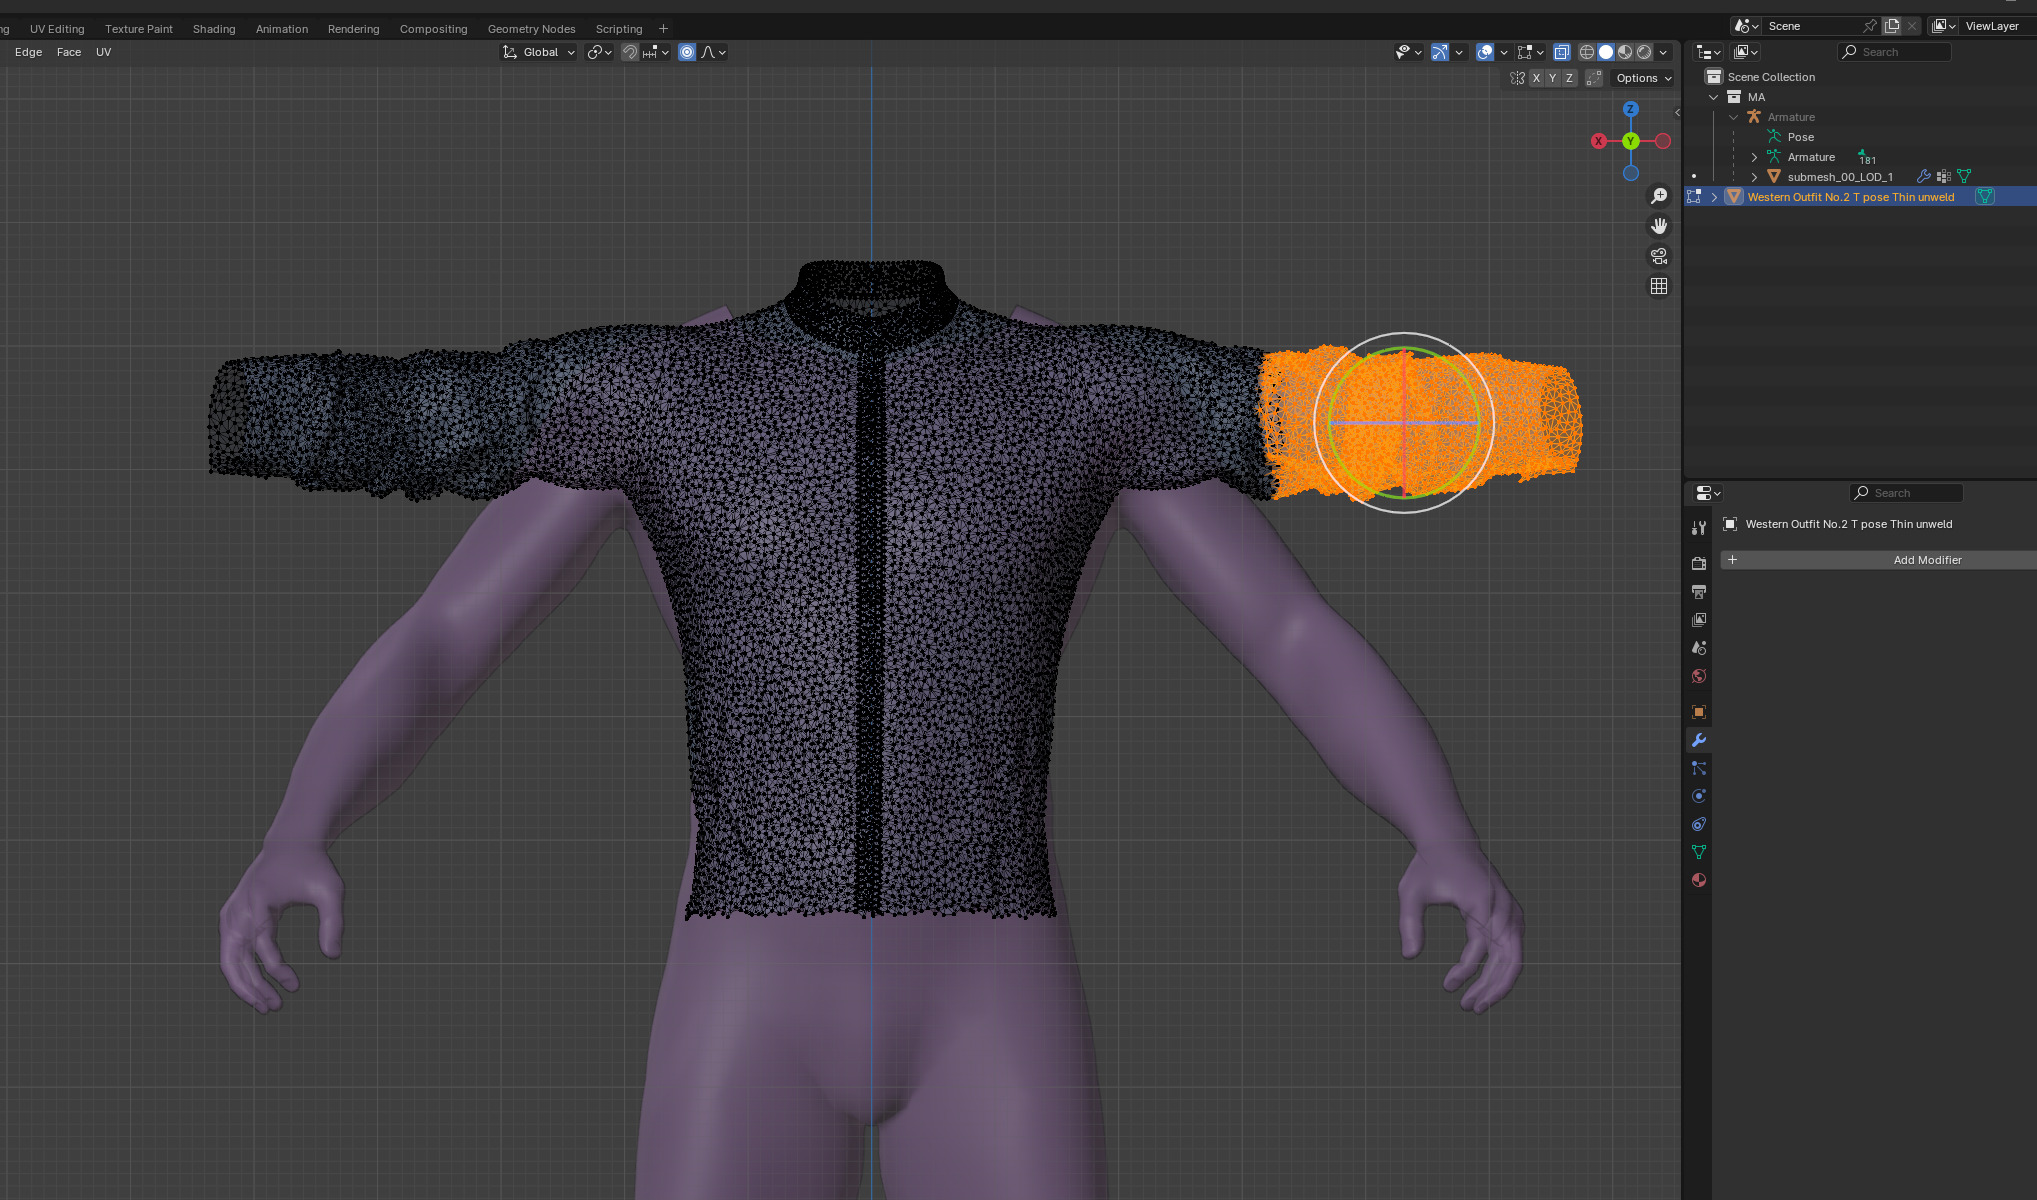 ng UV Editing Texture Paint Shading Animation Rendering Compositing Geometry Nodes Scripting +
Scene
ViewLayer
Edge Face UV
Global
Search
X Y Z
Options
Scene Collection
MA
Armature
Pose
Armature 181
submesh_00_LOD_1
Western Outfit No.2 T pose Thin unweld
Z
X
Y
Search
Western Outfit No.2 T pose Thin unweld
+ Add Modifier